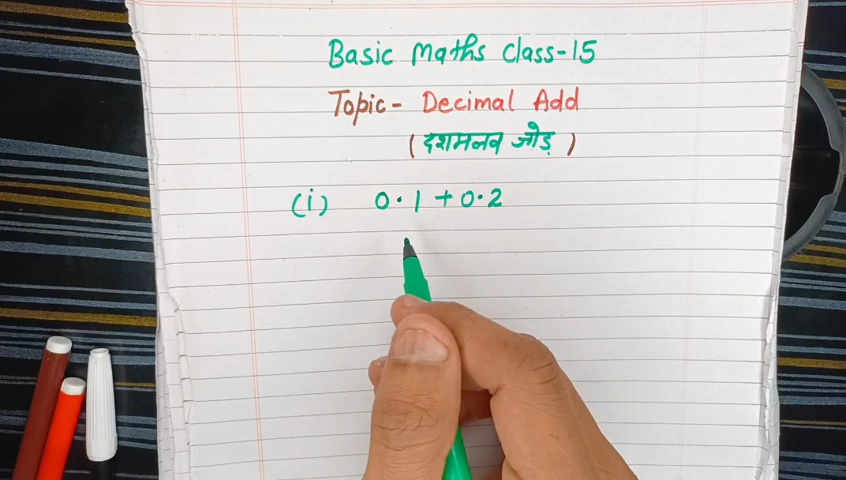 Basic Maths Class-15
Topic- Decimal Add
(दशमलव जोड़)
(i) 0.1 + 0.2